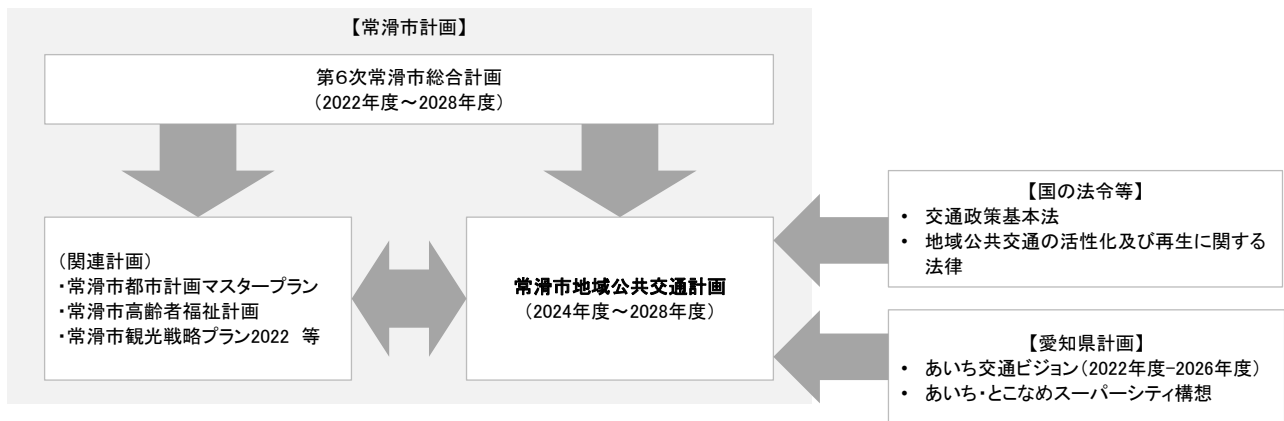 【常滑市計画】
第6次常滑市総合計画
（2022年度～2028年度）
（関連計画）
・常滑市都市計画マスタープラン
・常滑市高齢者福祉計画
・常滑市観光戦略プラン2022 等
常滑市地域公共交通計画
（2024年度～2028年度）
【国の法令等】
• 交通政策基本法
• 地域公共交通の活性化及び再生に関する
法律
【愛知県計画】
• あいち交通ビジョン（2022年度-2026年度）
• あいち・とこなめスーパーシティ構想